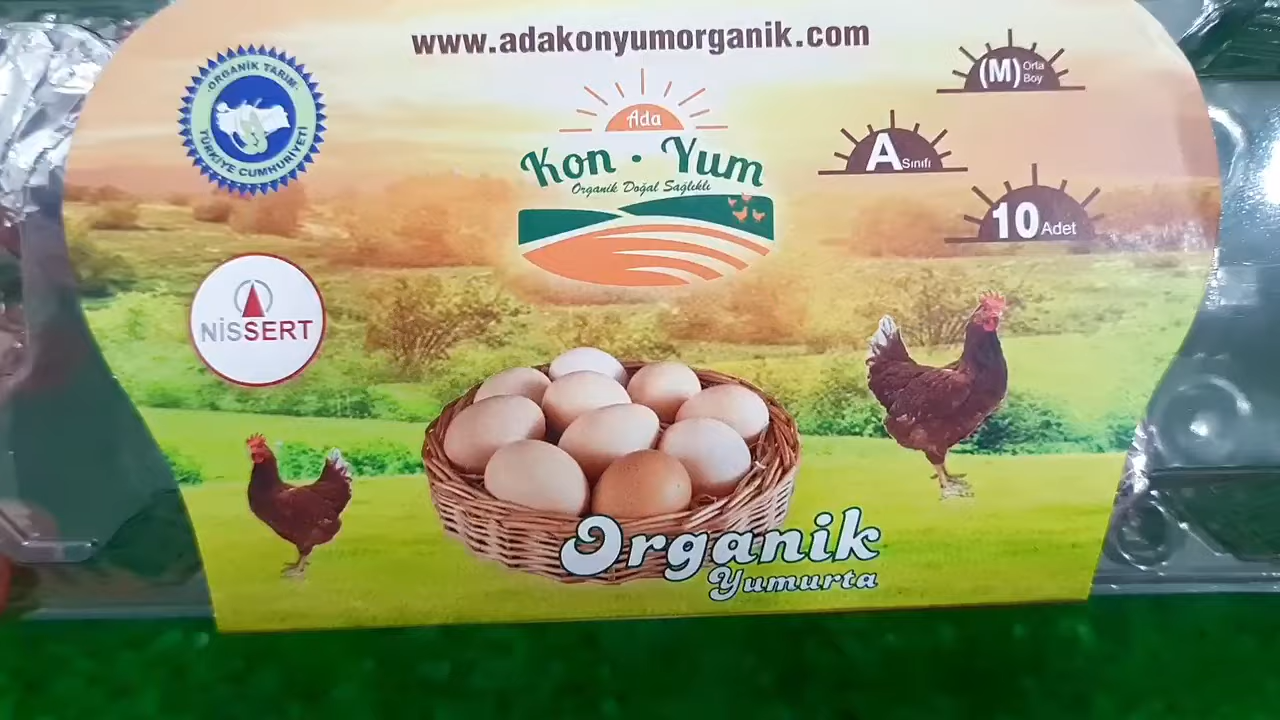 www.adakonyumorganik.com
ORGANİK TARIM
TÜRKİYE CUMHURİYETİ
Ada
Kon · Yum
Organik Doğal Sağlıklı
(M) Orta
Boy
A Sınıfı
10 Adet
NİSSERT
Organik
Yumurta